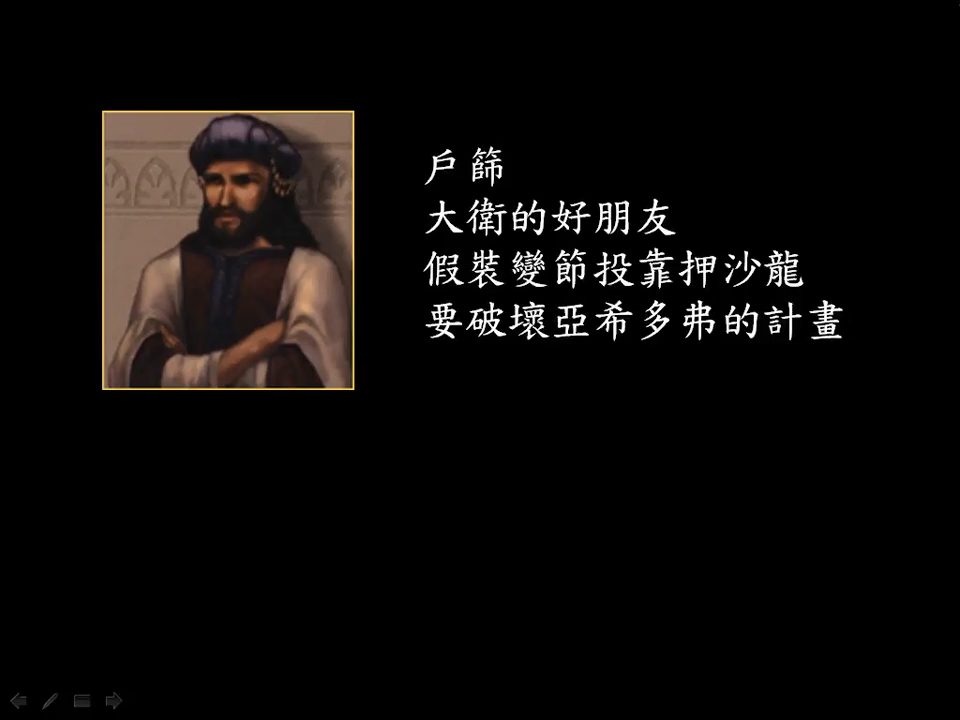 戶篩
大衛的好朋友
假裝變節投靠押沙龍
要破壞亞希多弗的計畫